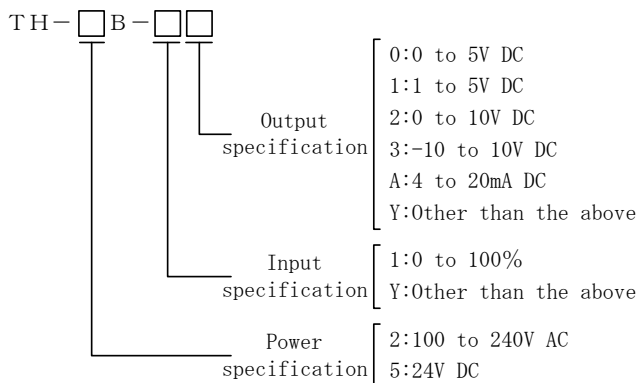 TH-□B-□□
Output
specification
0:0 to 5V DC
1:1 to 5V DC
2:0 to 10V DC
3:-10 to 10V DC
A:4 to 20mA DC
Y:Other than the above
Input
specification
1:0 to 100%
Y:Other than the above
Power
specification
2:100 to 240V AC
5:24V DC